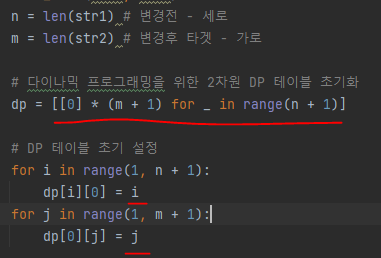 n = len(str1) # 변경전 - 세로
m = len(str2) # 변경후 타겟 - 가로
# 다이나믹 프로그래밍을 위한 2차원 DP 테이블 초기화
dp = [[0] * (m + 1) for _ in range(n + 1)]
# DP 테이블 초기 설정
for i in range(1, n + 1):
    dp[i][0] = i
for j in range(1, m + 1):
    dp[0][j] = j